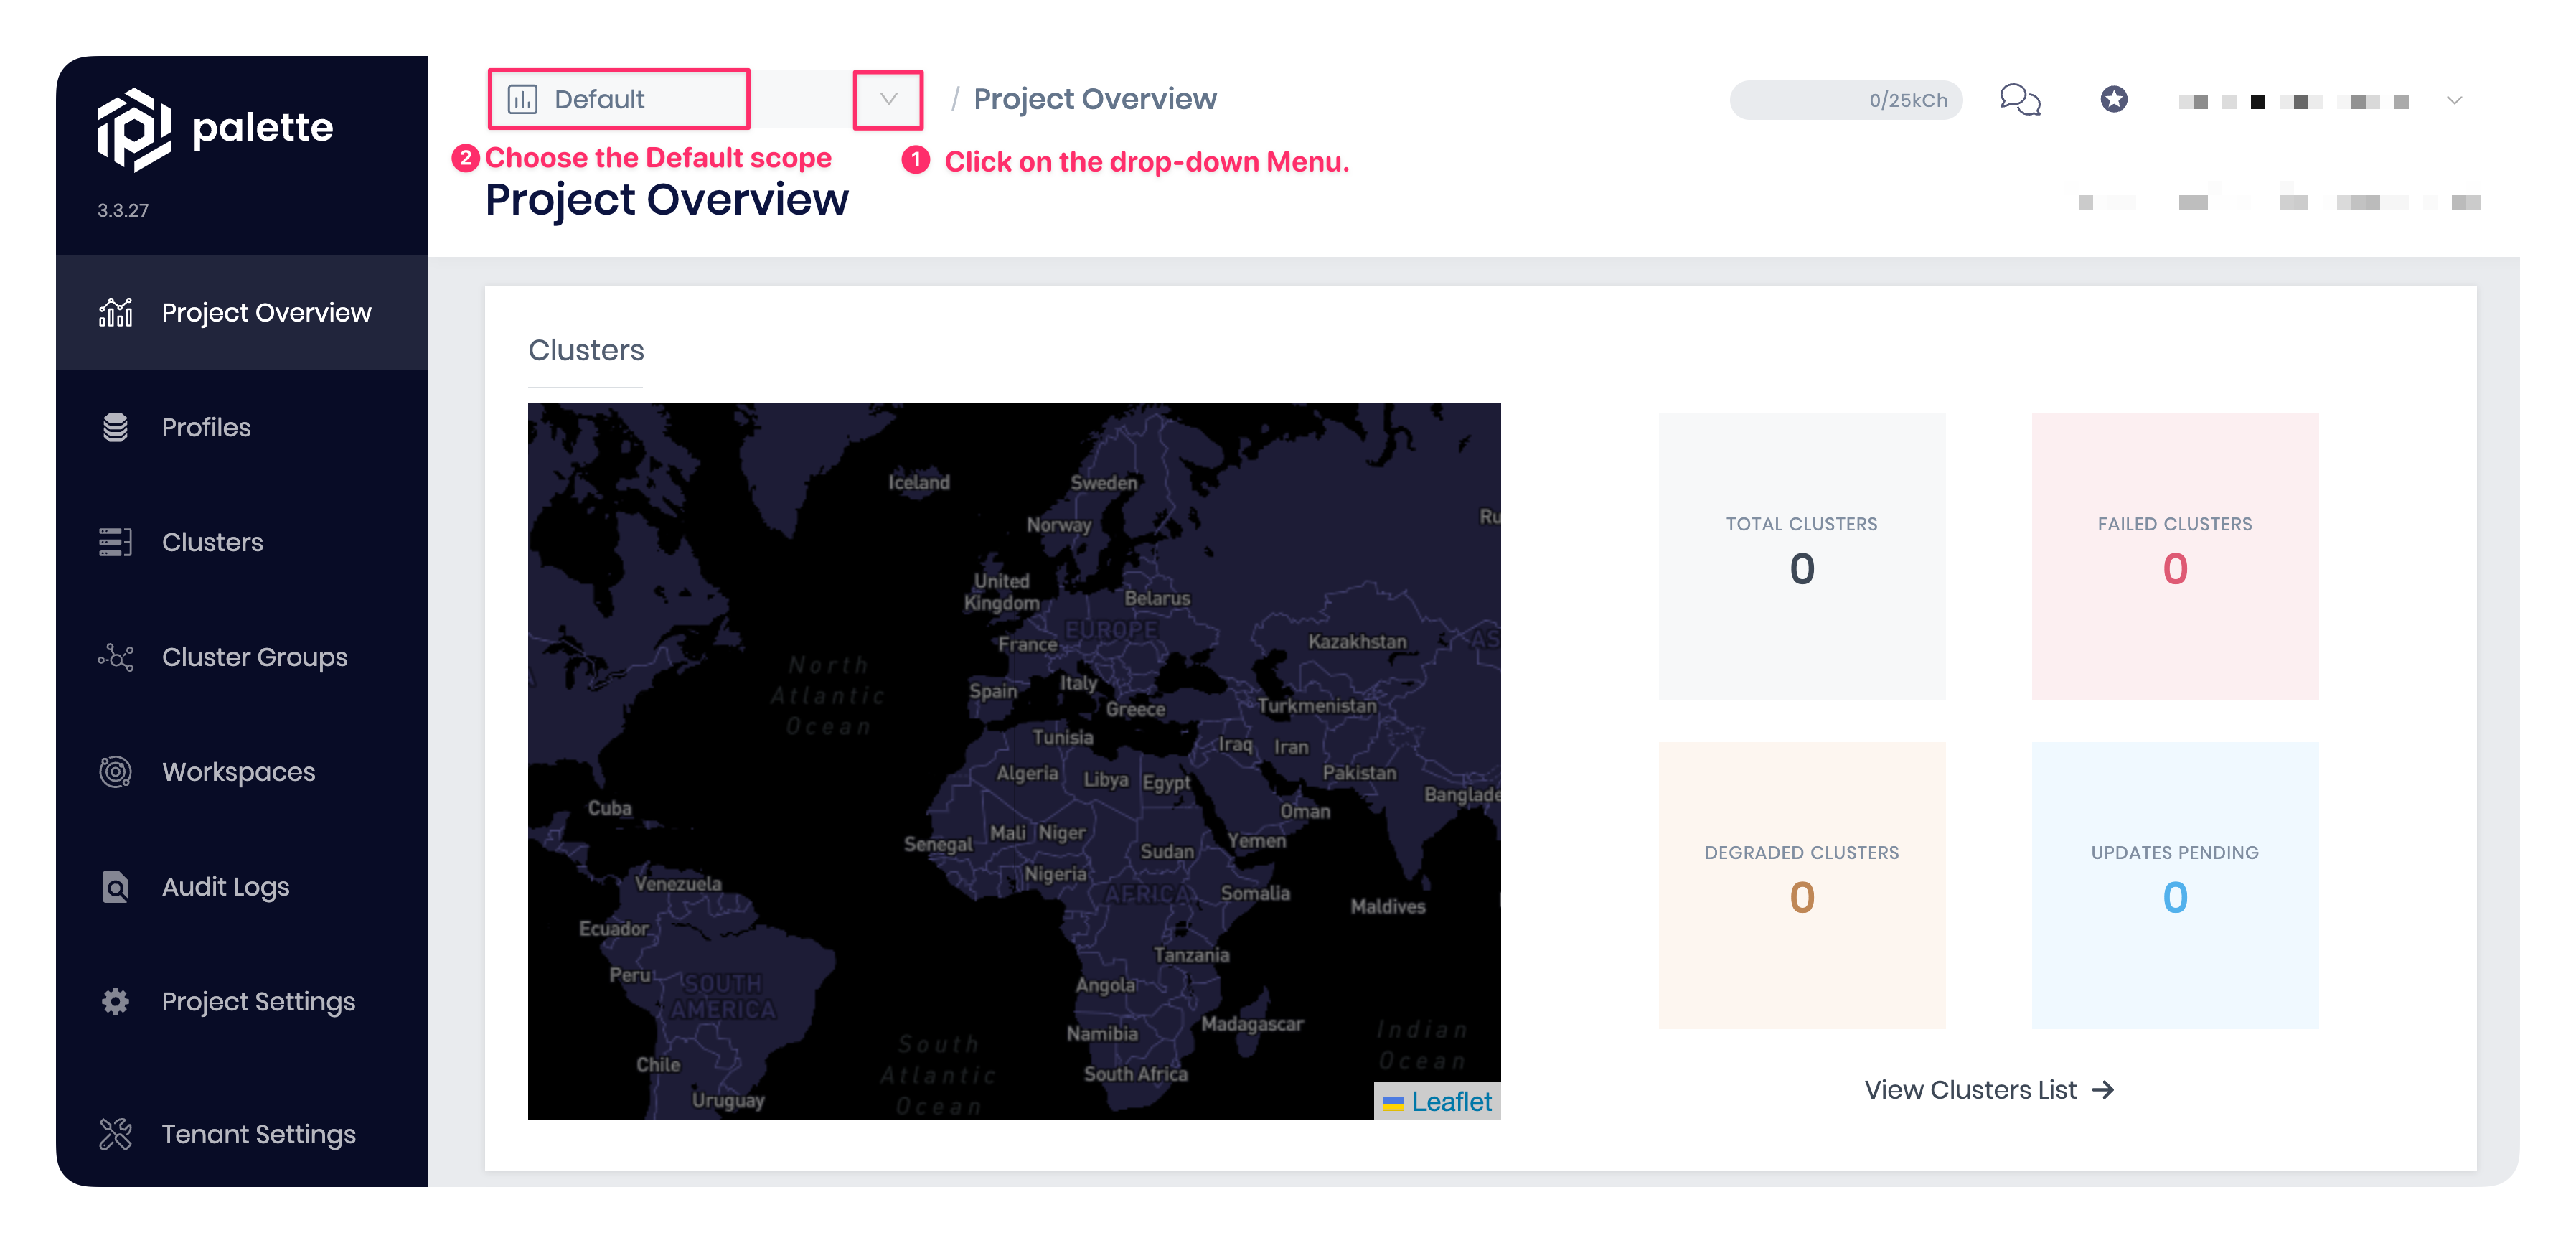 palette
3.3.27
Project Overview
Profiles
Clusters
Cluster Groups
Workspaces
Audit Logs
Project Settings
Tenant Settings
Default
/ Project Overview
0/25kCh
2 Choose the Default scope
1 Click on the drop-down Menu.
Project Overview
Clusters
Iceland
Sweden
Norway
Ru
United
Kingdom
Belarus
EUROPE
France
Kazakhstan
AS
North
Atlantic
Ocean
Spain
Italy
Greece
Turkmenistan
Tunisia
Iraq
Iran
Algeria
Libya
Egypt
Pakistan
Banglade
Cuba
Oman
Mali
Niger
Senegal
Yemen
Sudan
Nigeria
Venezuela
AFRICA
Somalia
Maldives
Ecuador
Tanzania
Peru
SOUTH
AMERICA
Angola
Namibia
Madagascar
Indian
Ocean
South
Atlantic
Ocean
Chile
South Africa
Uruguay
Leaflet
TOTAL CLUSTERS
0
FAILED CLUSTERS
0
DEGRADED CLUSTERS
0
UPDATES PENDING
0
View Clusters List →